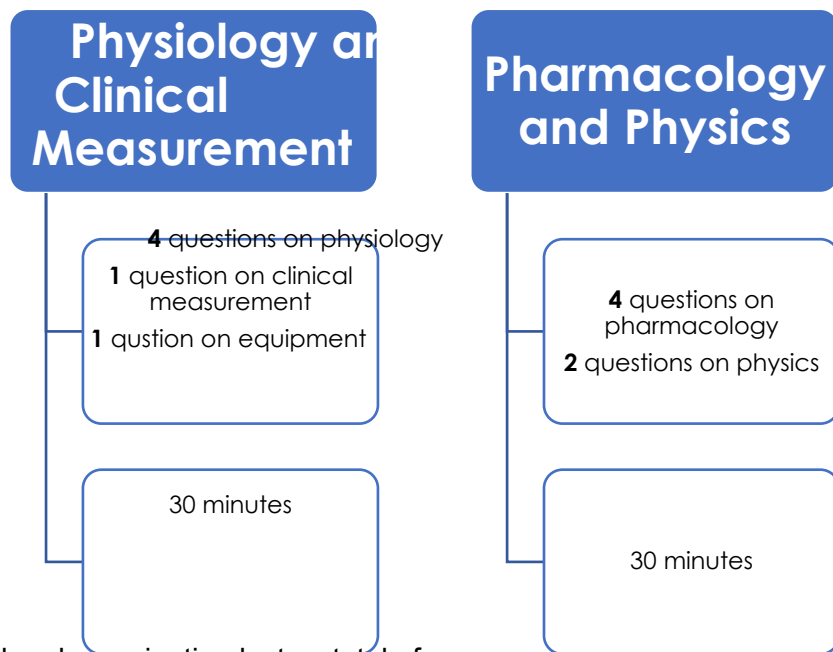 Physiology an
Clinical
Measurement
4 questions on physiology
1 question on clinical
measurement
1 qustion on equipment
30 minutes
Pharmacology
and Physics
4 questions on
pharmacology
2 questions on physics
30 minutes